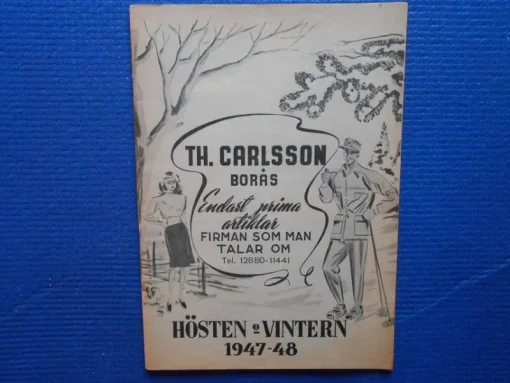 TH. CARLSSON
BORÅS
Endast prima
artiklar
FIRMAN SOM MAN
TALAR OM
Tel. 12880-11441
HÖSTEN o VINTERN
1947-48